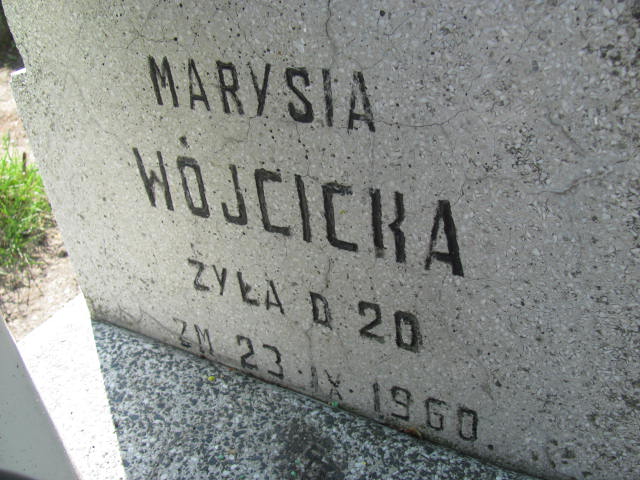 MARYSIA
WÓJCICKA
ŻYŁA D 20
ZM 23·IX·1960.